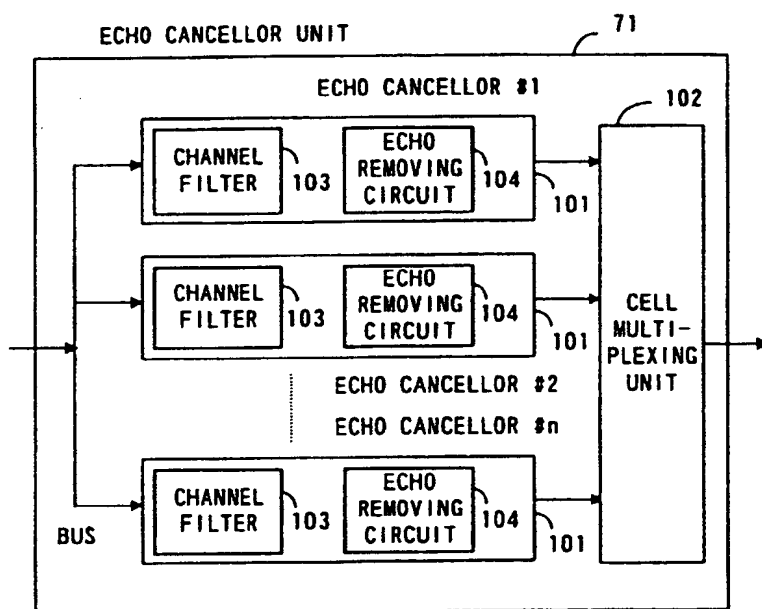 ECHO CANCELLOR UNIT
71
ECHO CANCELLOR #1
102
CHANNEL
FILTER
103
ECHO
REMOVING
CIRCUIT
104
101
CHANNEL
FILTER
103
ECHO
REMOVING
CIRCUIT
104
101
CELL
MULTI-
PLEXING
UNIT
ECHO CANCELLOR #2
ECHO CANCELLOR #n
CHANNEL
FILTER
103
ECHO
REMOVING
CIRCUIT
104
101
BUS